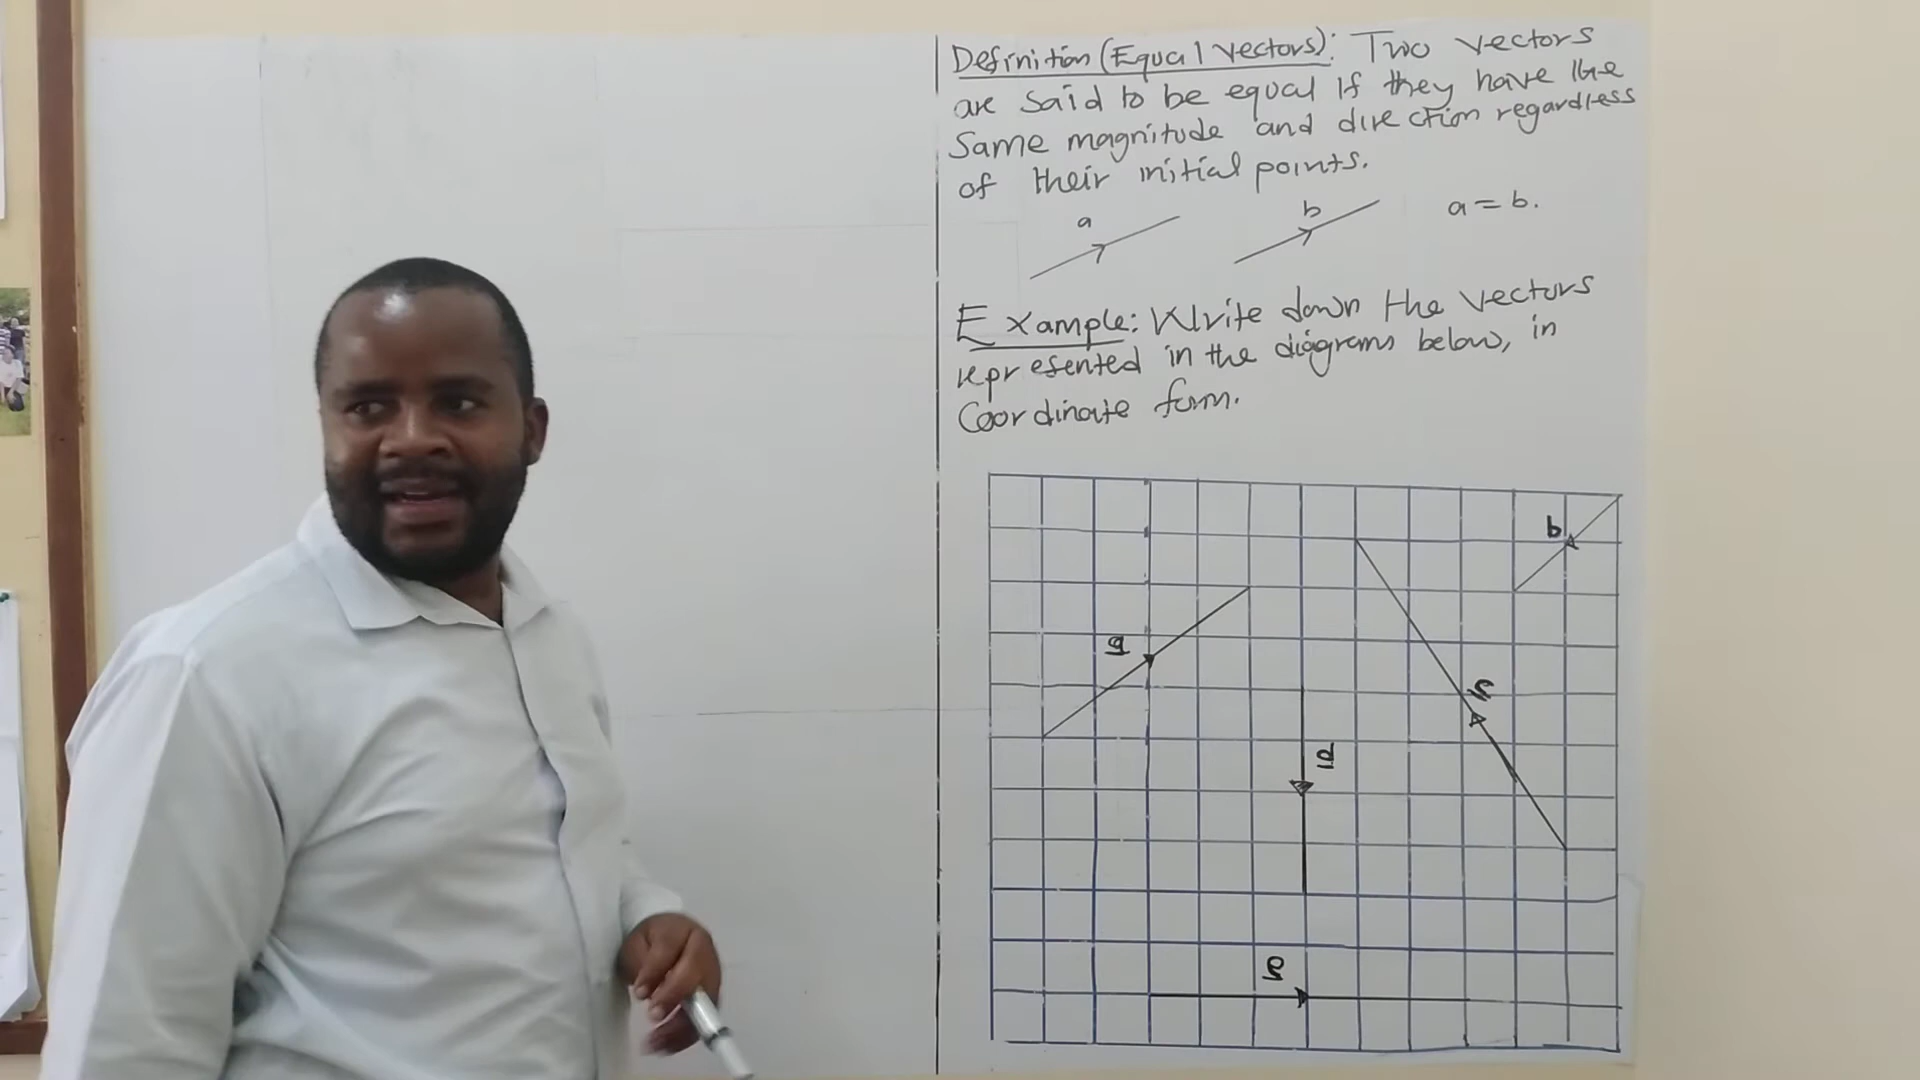 Definition (Equal Vectors): Two vectors
are said to be equal if they have the
same magnitude and direction regardless
of their initial points.
a b a = b.
Example: Write down the vectors
represented in the diagrams below, in
Coordinate form.
b
a
c
d
e